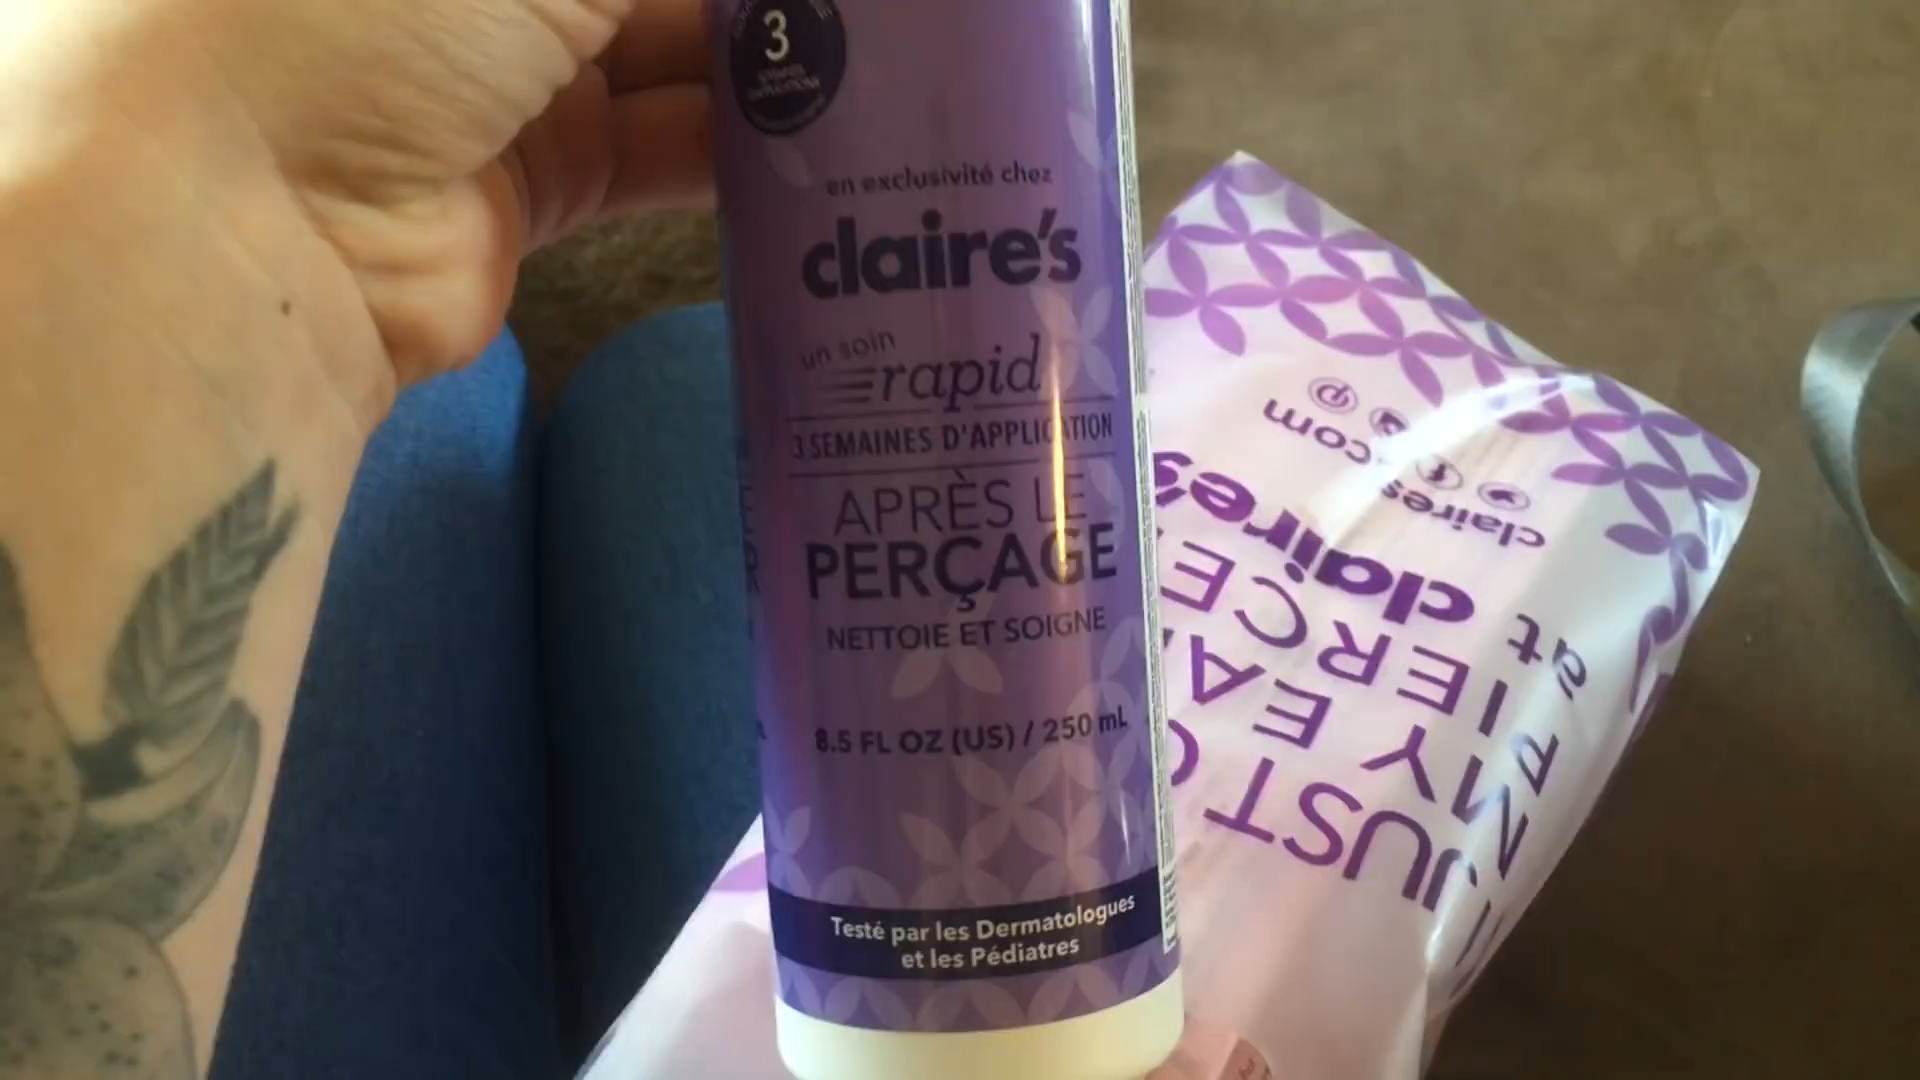 3
en exclusivité chez
claire's
un soin
rapid
3 SEMAINES D'APPLICATION
APRÈS LE
PERÇAGE
NETTOIE ET SOIGNE
8.5 FL OZ (US) / 250 mL
Testé par les Dermatologues
et les Pédiatres
I JUST
MY EA
PIERCE
at claire's
à
claires.com